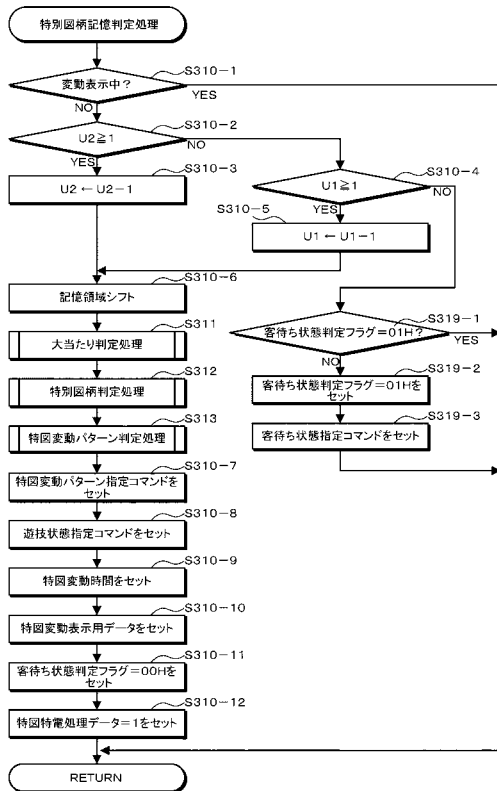 特別図柄記憶判定処理
S310-1
変動表示中？
YES
NO
S310-2
U2≧1
NO
YES
S310-3
U2 ← U2-1
S310-4
U1≧1
NO
YES
S310-5
U1 ← U1-1
S310-6
記憶領域シフト
S311
大当たり判定処理
S312
特別図柄判定処理
S313
特図変動パターン判定処理
S310-7
特図変動パターン指定コマンドを
セット
S310-8
遊技状態指定コマンドをセット
S310-9
特図変動時間をセット
S310-10
特図変動表示用データをセット
S310-11
客待ち状態判定フラグ=00Hを
セット
S310-12
特図特電処理データ=1をセット
RETURN
S319-1
客待ち状態判定フラグ=01H？
YES
NO
S319-2
客待ち状態判定フラグ=01Hを
セット
S319-3
客待ち状態指定コマンドをセット